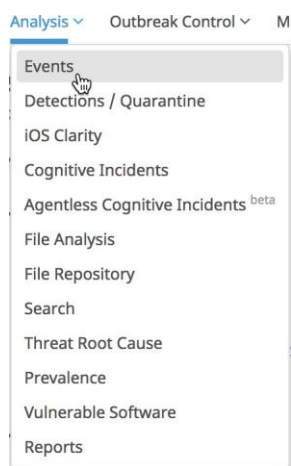 Analysis Outbreak Control M
Events
Detections / Quarantine
iOS Clarity
Cognitive Incidents
Agentless Cognitive Incidents beta
File Analysis
File Repository
Search
Threat Root Cause
Prevalence
Vulnerable Software
Reports